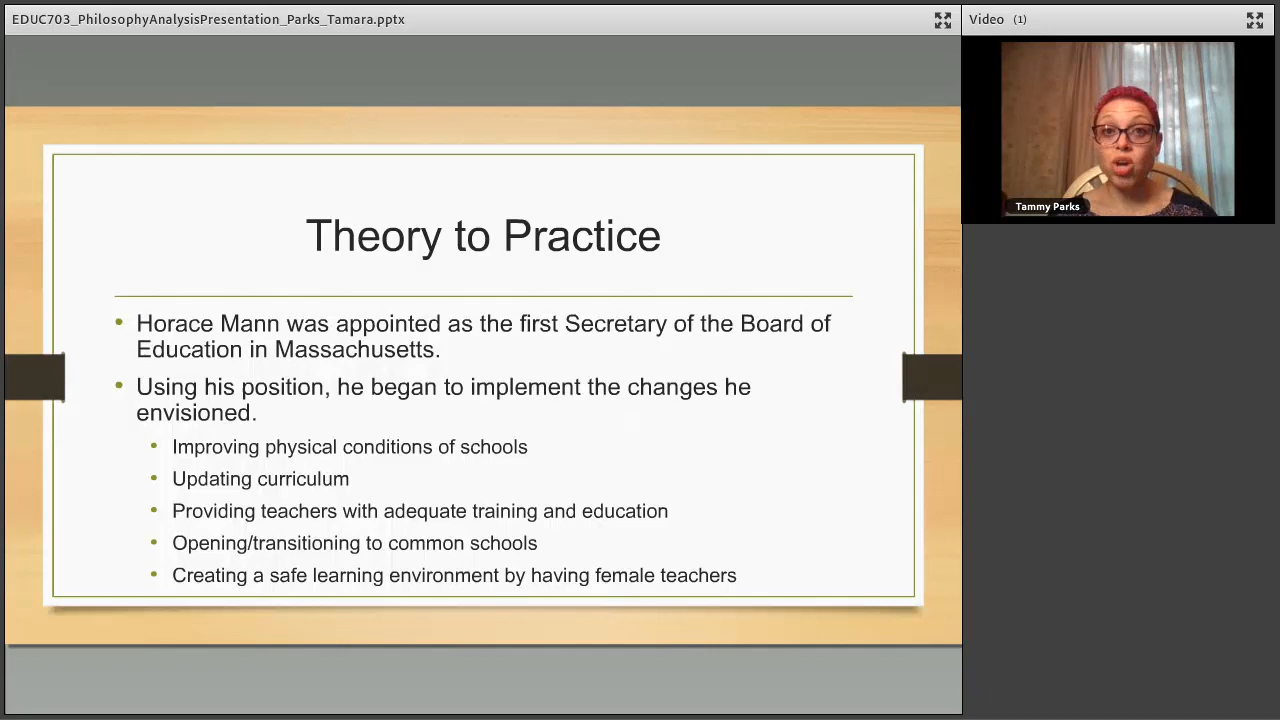 EDUC703_PhilosophyAnalysisPresentation_Parks_Tamara.pptx
Video (1)
Tammy Parks
Theory to Practice
• Horace Mann was appointed as the first Secretary of the Board of
Education in Massachusetts.
• Using his position, he began to implement the changes he
envisioned.
• Improving physical conditions of schools
• Updating curriculum
• Providing teachers with adequate training and education
• Opening/transitioning to common schools
• Creating a safe learning environment by having female teachers